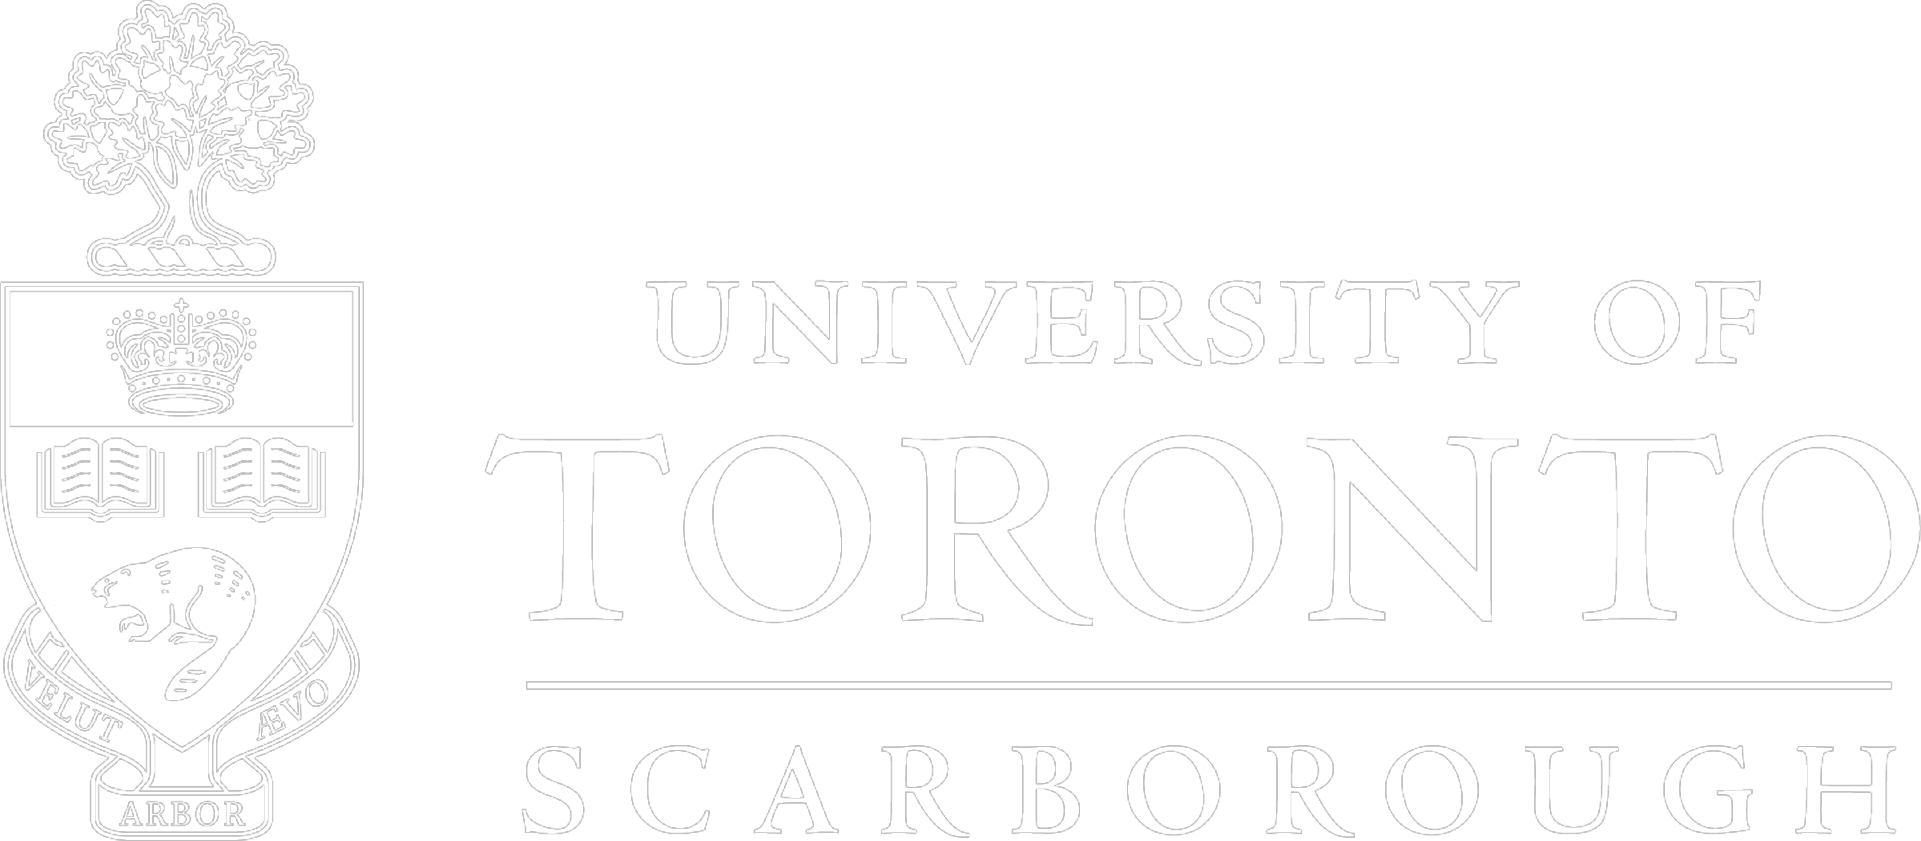 UNIVERSITY OF
TORONTO
SCARBOROUGH
VELUT
ARBOR
ÆVO